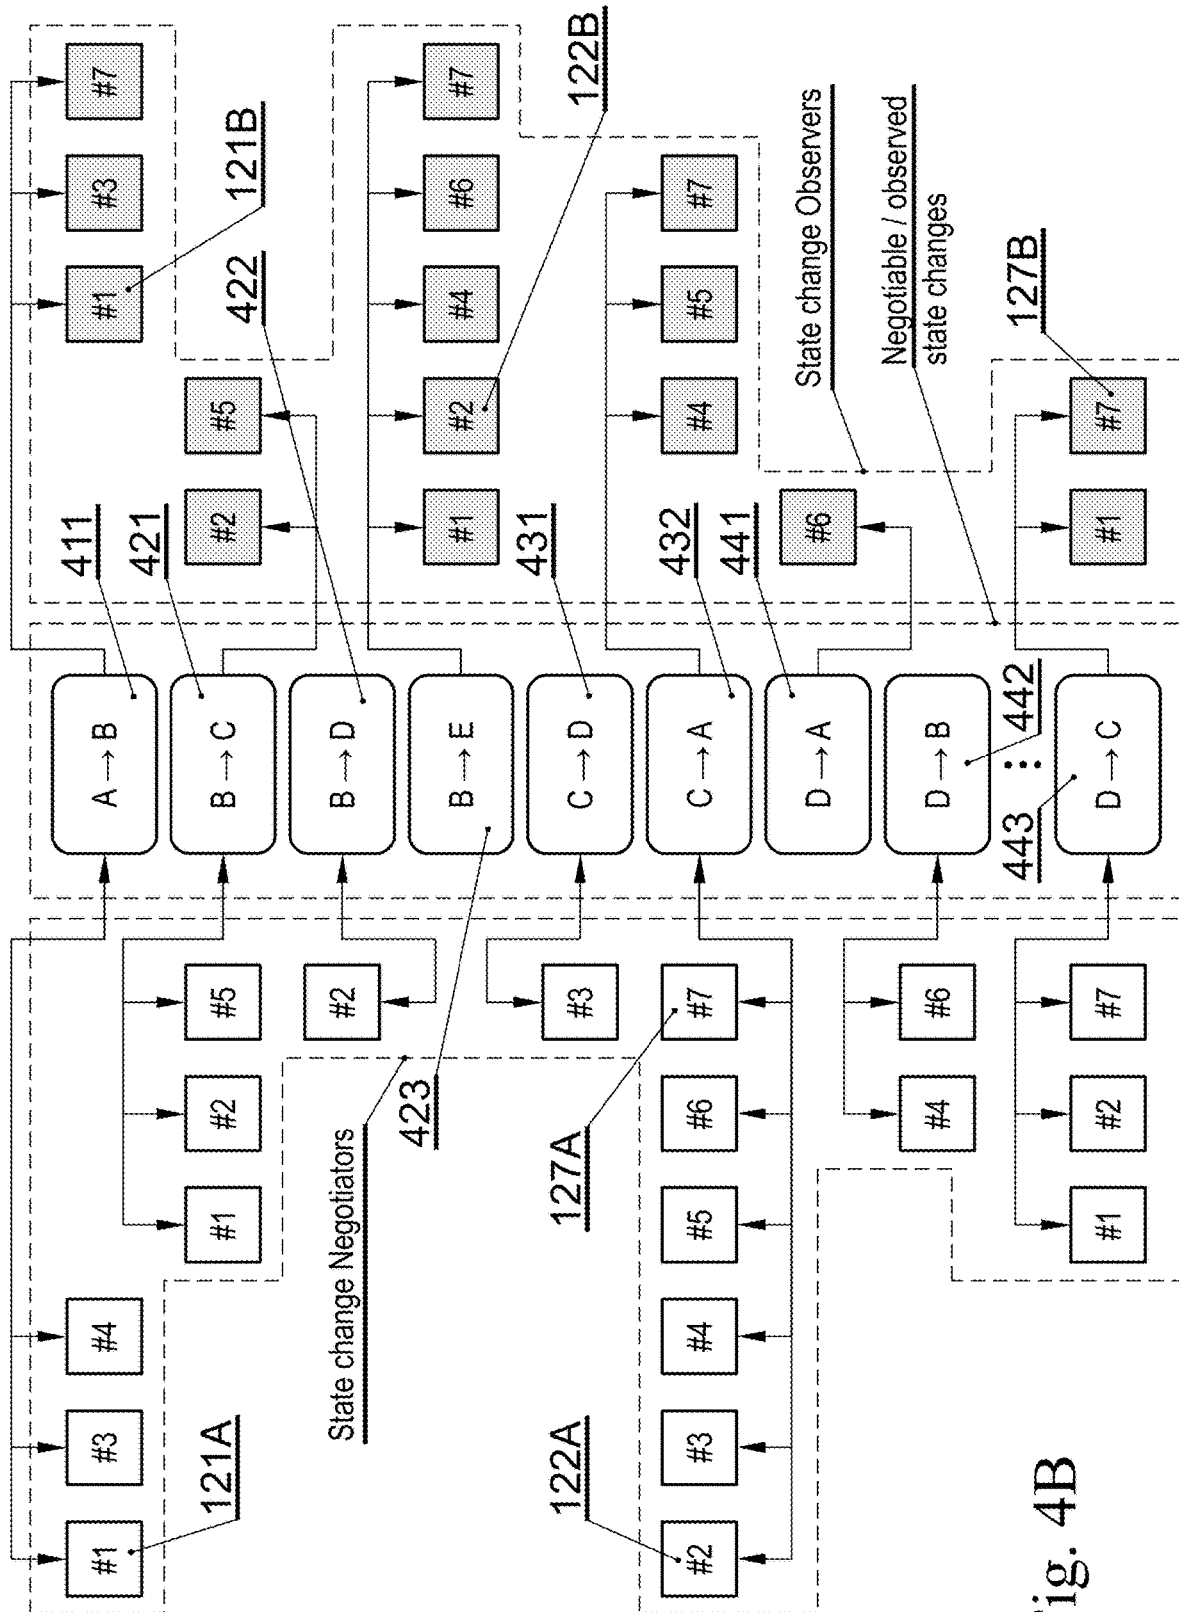 #1 #3 #4 A → B 411 #1 #3 #7
421
121A #1 #2 #5 B → C #2 #5 422 121B
State change Negotiators #2 B → D
423
#1 #2 #4 #6 #7
B → E
122A 127A #3 C → D 431 122B
#2 #3 #4 #5 #6 #7 C → A 432 #4 #5 #7
441
D → A #6 State change Observers
#4 #6 D → B Negotiable / observed
state changes
443 ⋮ 442 127B
Fig. 4B
#1 #2 #7 D → C #1 #7